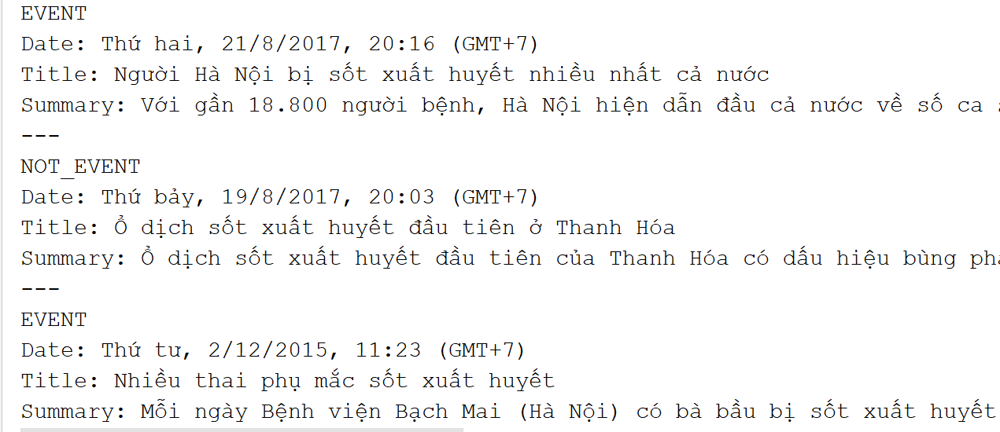 EVENT
Date: Thứ hai, 21/8/2017, 20:16 (GMT+7)
Title: Người Hà Nội bị sốt xuất huyết nhiều nhất cả nước
Summary: Với gần 18.800 người bệnh, Hà Nội hiện dẫn đầu cả nước về số ca
---
NOT_EVENT
Date: Thứ bảy, 19/8/2017, 20:03 (GMT+7)
Title: Ổ dịch sốt xuất huyết đầu tiên ở Thanh Hóa
Summary: Ổ dịch sốt xuất huyết đầu tiên của Thanh Hóa có dấu hiệu bùng
---
EVENT
Date: Thứ tư, 2/12/2015, 11:23 (GMT+7)
Title: Nhiều thai phụ mắc sốt xuất huyết
Summary: Mỗi ngày Bệnh viện Bạch Mai (Hà Nội) có bà bầu bị sốt xuất huyết